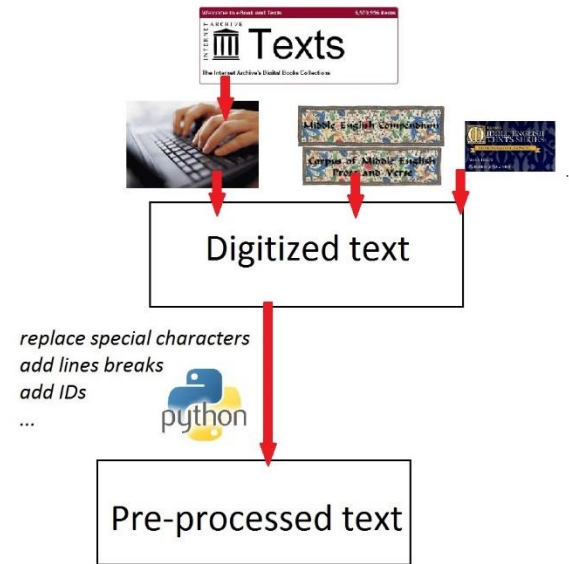 Welcome to eBook and Texts
INTERNET ARCHIVE
Texts
The Internet Archive's Digital Books Collections
Middle English Compendium
Corpus of Middle English
Prose and Verse
MIDDLE ENGLISH
TEXTS SERIES
Digitized text
replace special characters
add lines breaks
add IDs
...
python
Pre-processed text